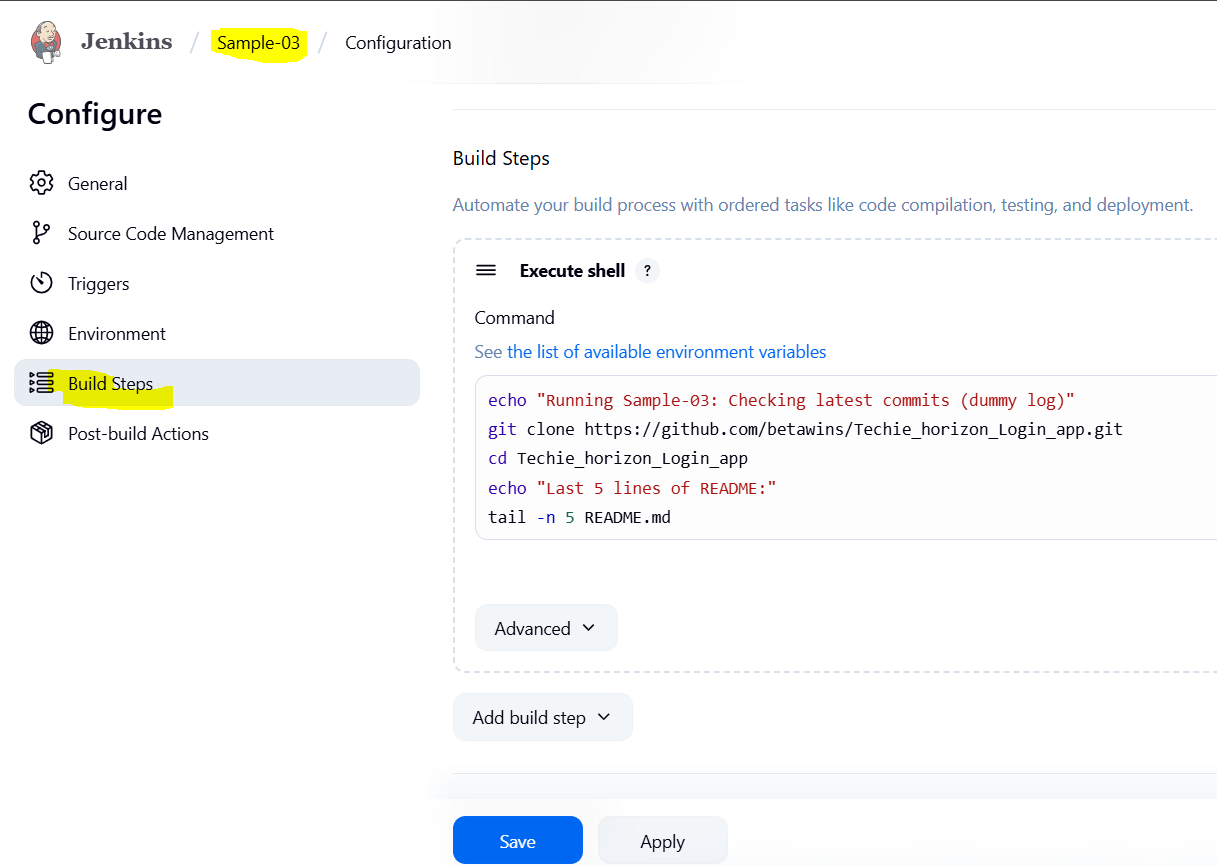 Jenkins / Sample-03 / Configuration
Configure
General
Source Code Management
Triggers
Environment
Build Steps
Post-build Actions
Build Steps
Automate your build process with ordered tasks like code compilation, testing, and deployment.
Execute shell ?
Command
See the list of available environment variables
echo "Running Sample-03: Checking latest commits (dummy log)"
git clone https://github.com/betawins/Techie_horizon_Login_app.git
cd Techie_horizon_Login_app
echo "Last 5 lines of README:"
tail -n 5 README.md
Advanced
Add build step
Save Apply